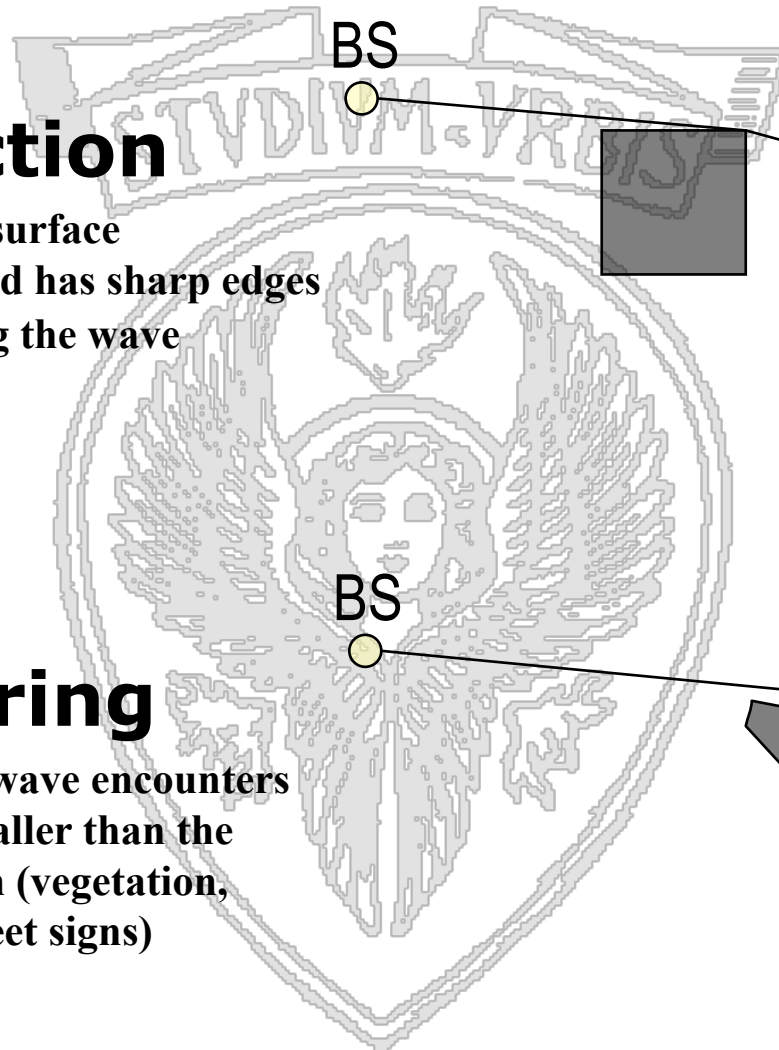 STVDIVM VRBIS
BS
ction
surface
d has sharp edges
g the wave
BS
ring
wave encounters
aller than the
n (vegetation,
eet signs)